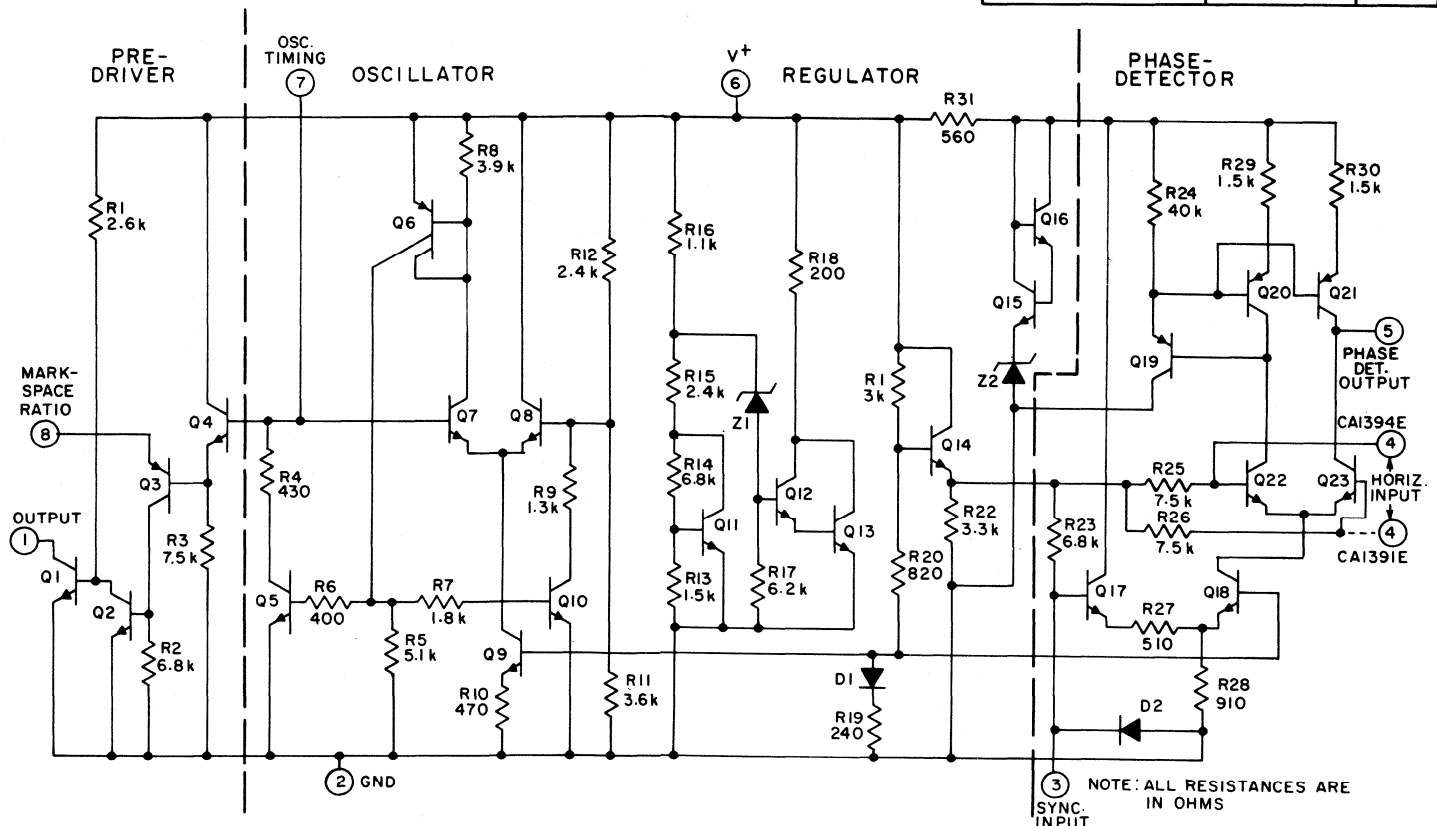 PRE-
DRIVER
OSC.
TIMING
7
OSCILLATOR
V+
6
REGULATOR
PHASE-
DETECTOR
R31
560
R8
3.9k
R1
2.6k
Q6
R12
2.4k
R16
1.1k
R18
200
Q16
R24
40k
R29
1.5k
R30
1.5k
Q15
Q20
Q21
5
PHASE
DET.
OUTPUT
MARK-
SPACE
RATIO
8
Q4
Q7
Q8
R15
2.4k
Z1
R1
3k
Z2
Q19
Q14
CA1394E
4
HORIZ.
INPUT
4
CA1391E
Q3
R4
430
R9
1.3k
R14
6.8k
Q12
Q13
R22
3.3k
R25
7.5k
R26
7.5k
Q22
Q23
OUTPUT
1
R3
7.5k
Q11
R23
6.8k
Q1
Q2
Q5
R6
400
R7
1.8k
Q10
R13
1.5k
R17
6.2k
R20
820
Q17
Q18
R27
510
R2
6.8k
R5
5.1k
Q9
R10
470
R11
3.6k
D1
R19
240
D2
R28
910
2
GND
3
SYNC.
INPUT
NOTE: ALL RESISTANCES ARE
IN OHMS